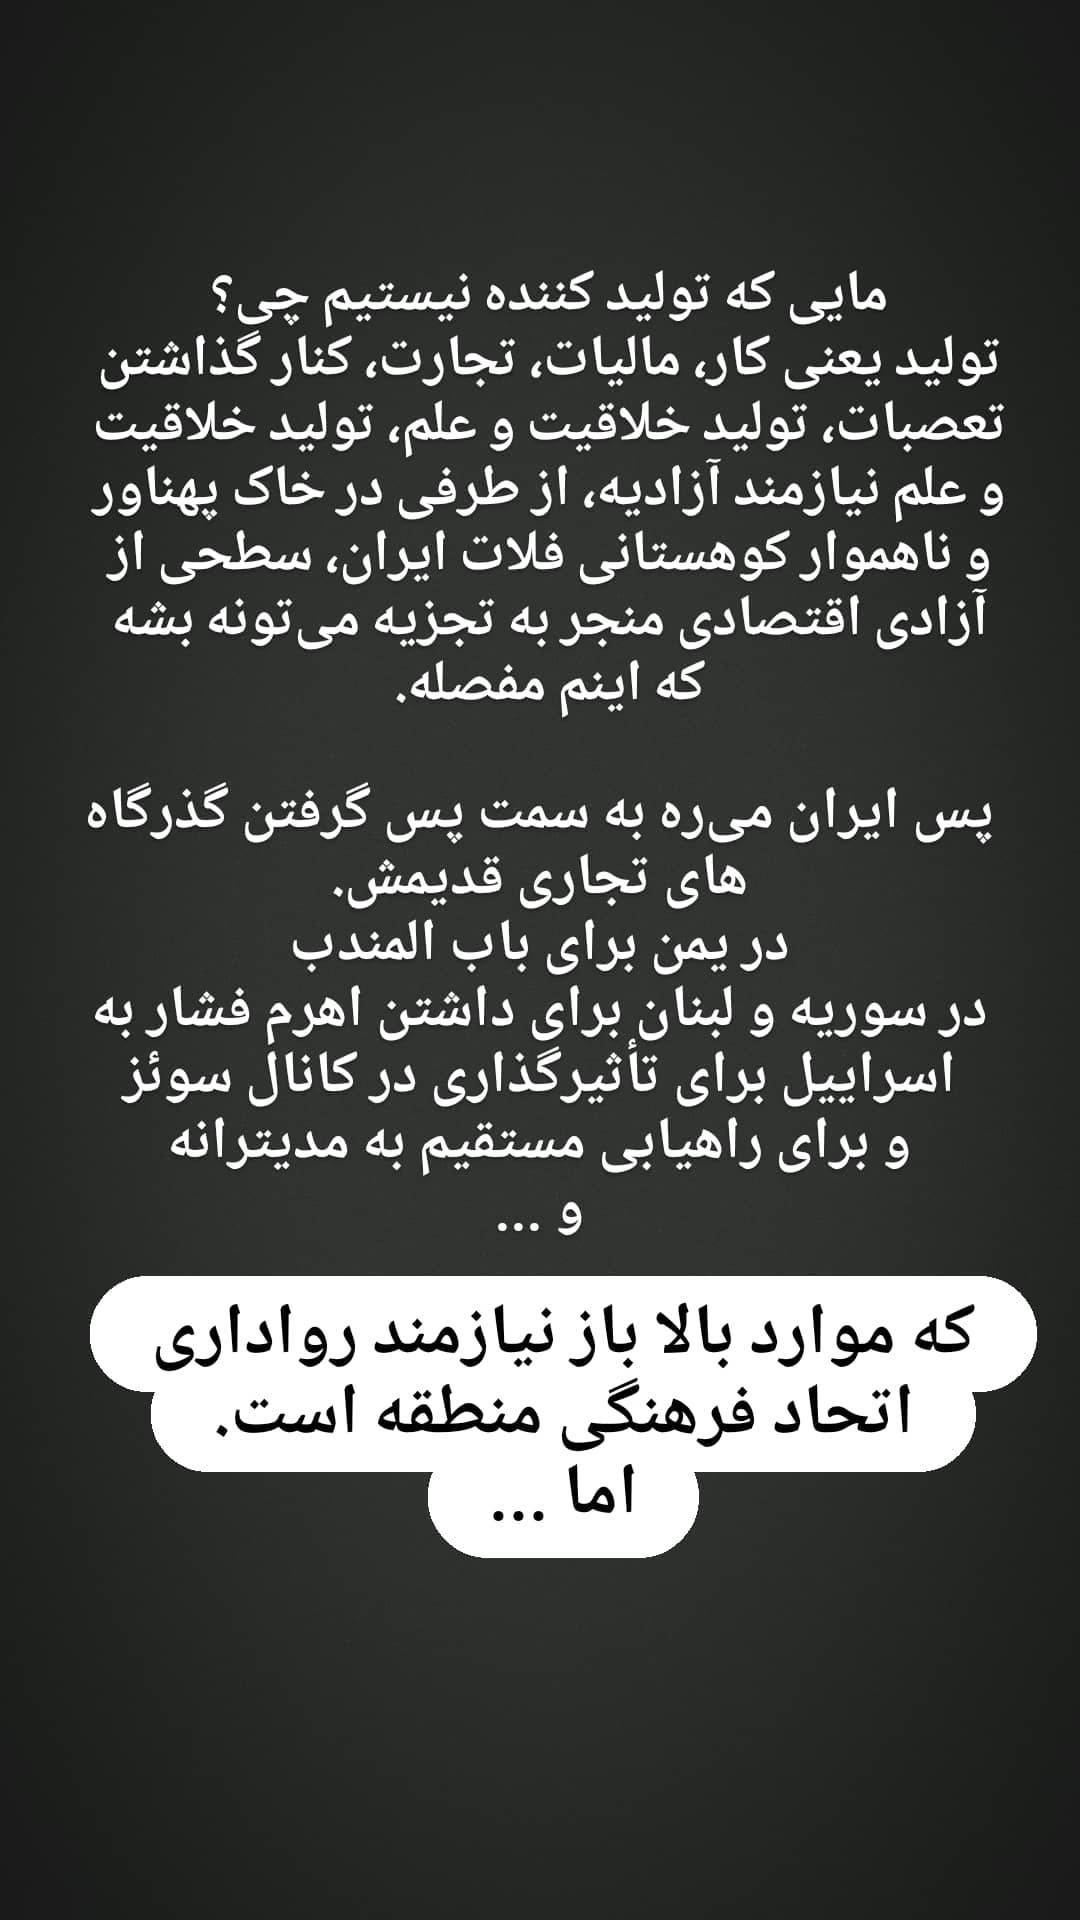 مایی که تولید کننده نیستیم چی؟
تولید یعنی کار، مالیات، تجارت، کنار گذاشتن
تعصبات، تولید خلاقیت و علم، تولید خلاقیت
و علم نیازمند آزادیه، از طرفی در خاک پهناور
و ناهموار کوهستانی فلات ایران، سطحی از
آزادی اقتصادی منجر به تجزیه می‌تونه بشه
که اینم مفصله.
پس ایران می‌ره به سمت پس گرفتن گذرگاه
های تجاری قدیمش.
در یمن برای باب المندب
در سوریه و لبنان برای داشتن اهرم فشار به
اسراییل برای تأثیرگذاری در کانال سوئز
و برای راهیابی مستقیم به مدیترانه
و ...
که موارد بالا باز نیازمند رواداری
اتحاد فرهنگی منطقه است.
اما ...